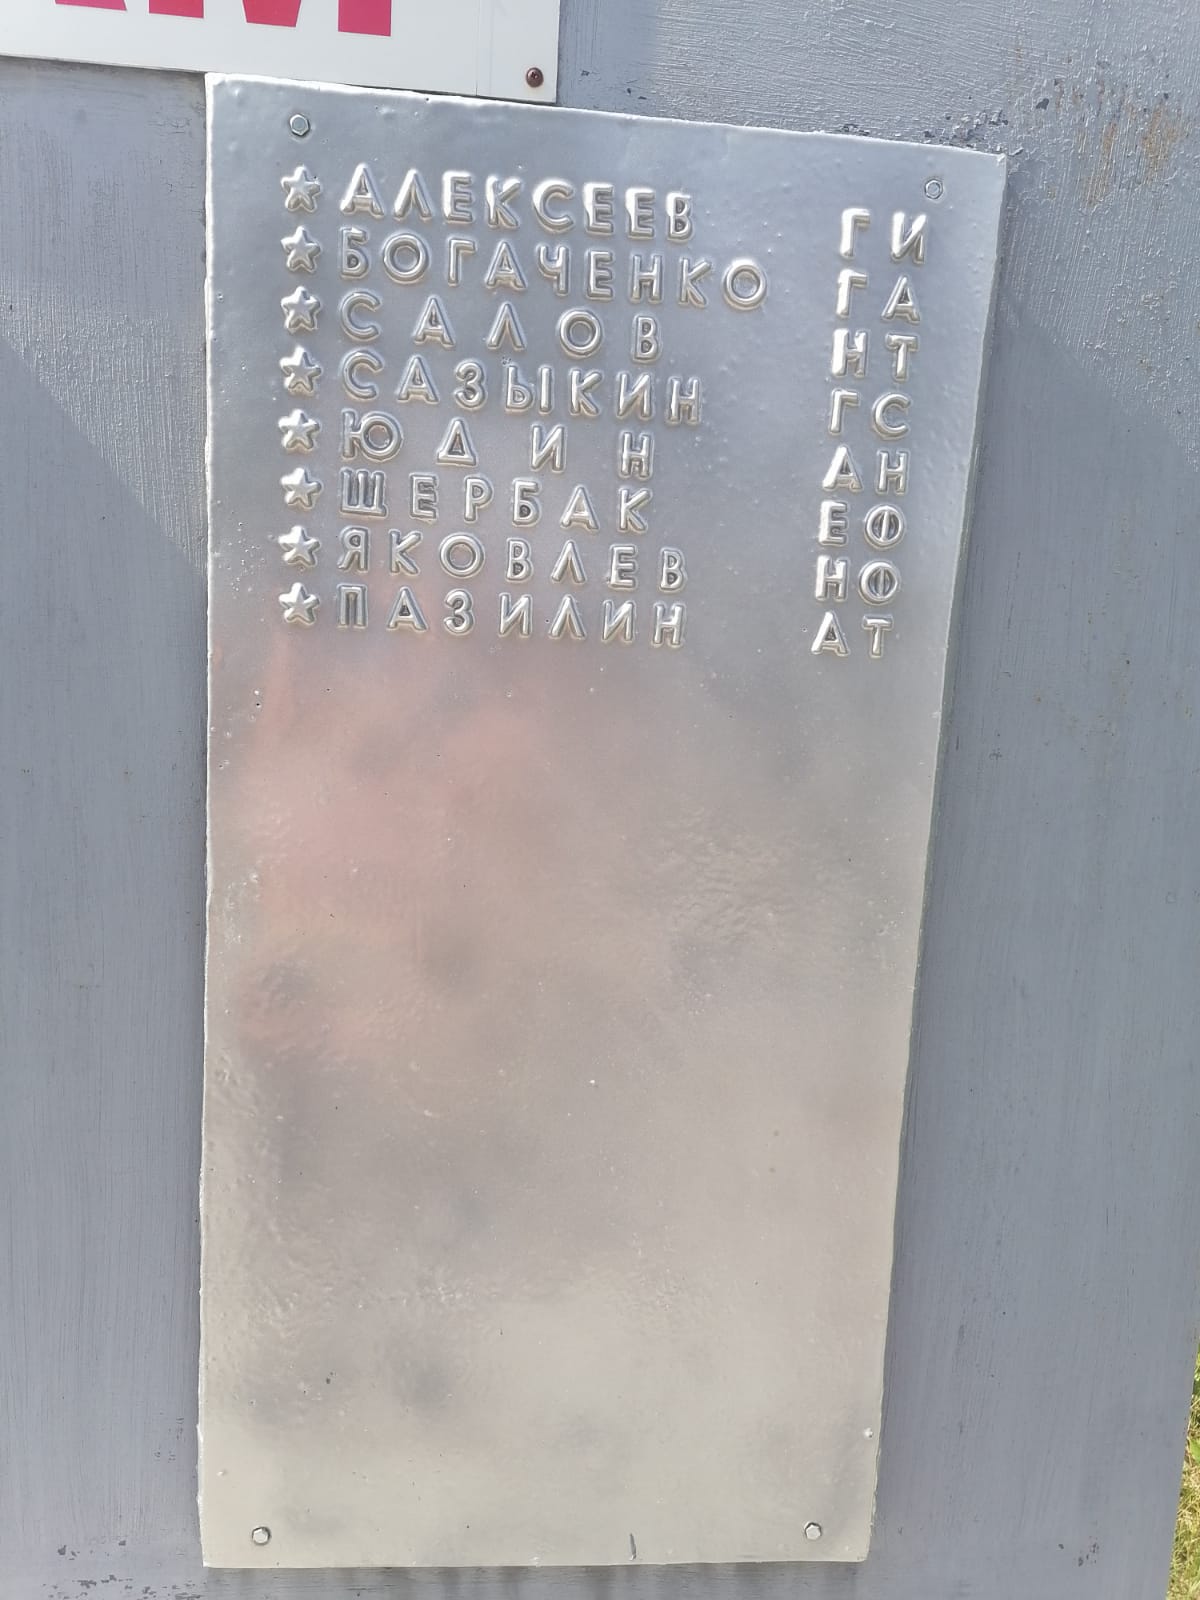 АЛЕКСЕЕВ Г И
БОГАЧЕНКО Г А
САЛОВ Н Т
САЗЫКИН Г С
ЮДИН А Н
ЩЕРБАК Е Ф
ЯКОВЛЕВ Н Ф
ПАЗИЛИН А Т